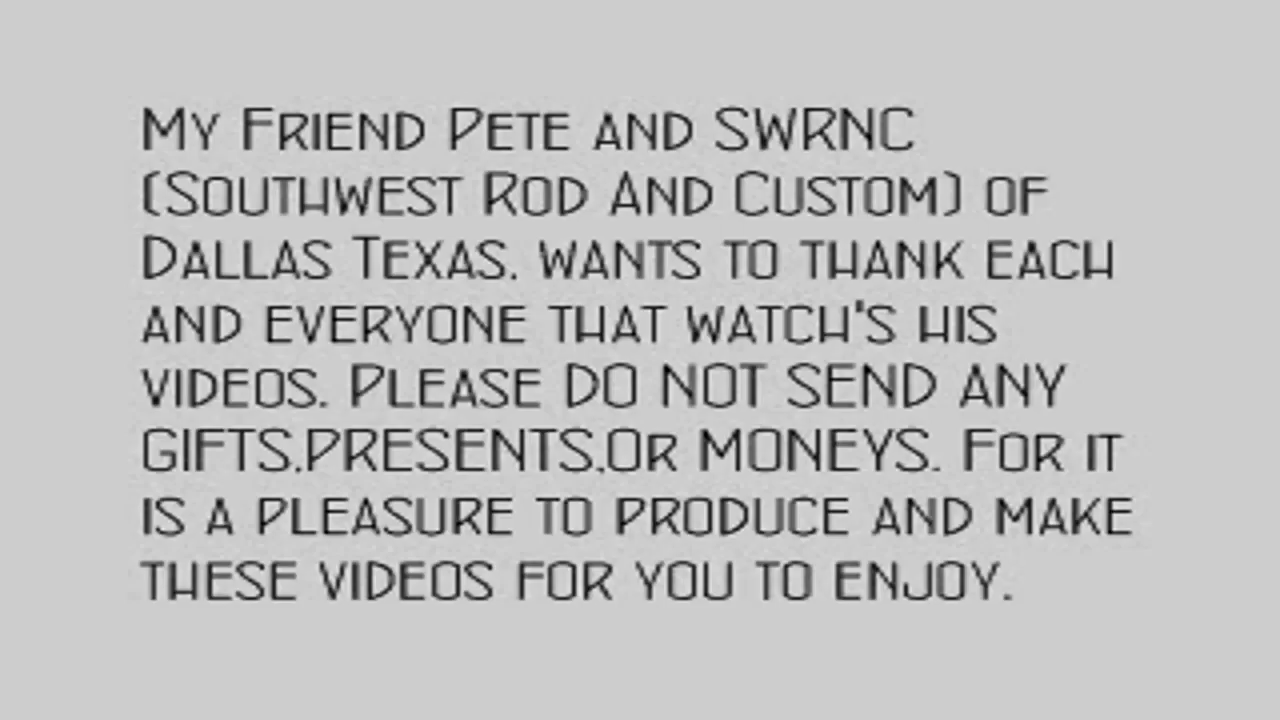 My Friend Pete and SWRNC
(Southwest Rod And Custom) of
Dallas Texas. wants to thank each
and everyone that watch's his
videos. Please DO NOT SEND ANY
GIFTS,PRESENTS,Or MONEYS. For it
is a pleasure to produce and make
these videos for you to enjoy.